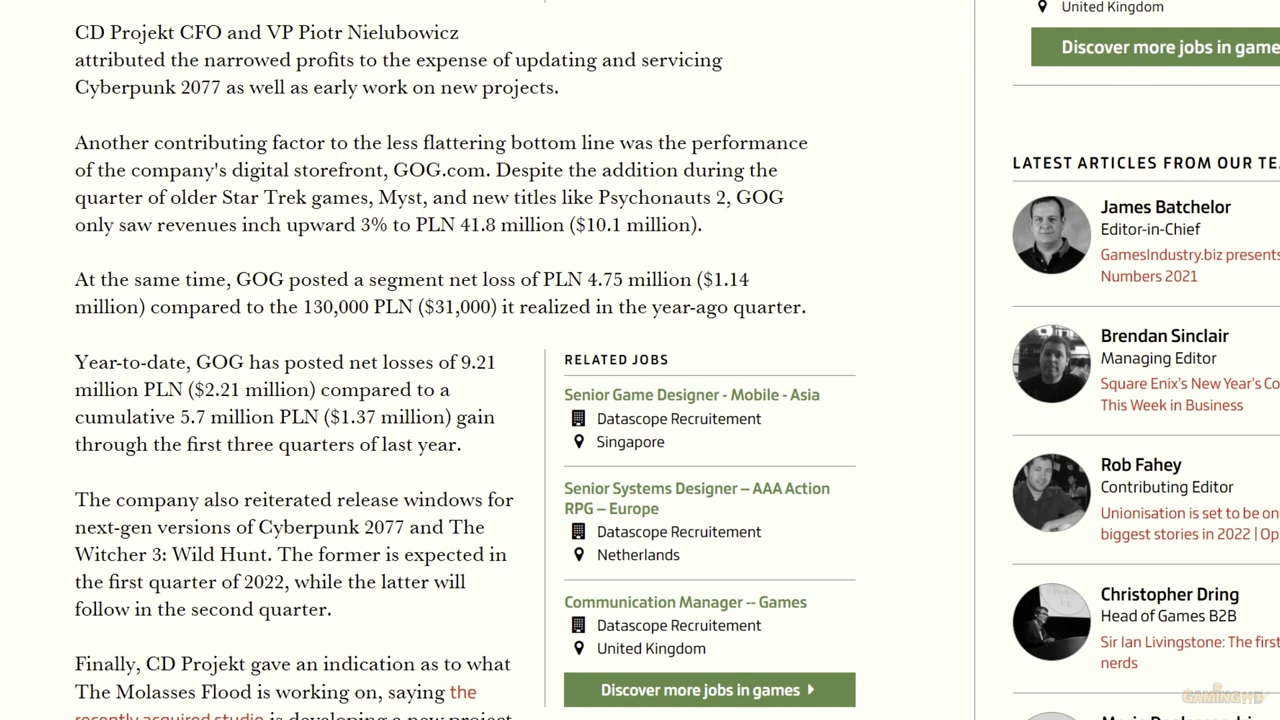 CD Projekt CFO and VP Piotr Nielubowicz
attributed the narrowed profits to the expense of updating and servicing
Cyberpunk 2077 as well as early work on new projects.
Another contributing factor to the less flattering bottom line was the performance
of the company's digital storefront, GOG.com. Despite the addition during the
quarter of older Star Trek games, Myst, and new titles like Psychonauts 2, GOG
only saw revenues inch upward 3% to PLN 41.8 million ($10.1 million).
At the same time, GOG posted a segment net loss of PLN 4.75 million ($1.14
million) compared to the 130,000 PLN ($31,000) it realized in the year-ago quarter.
Year-to-date, GOG has posted net losses of 9.21
million PLN ($2.21 million) compared to a
cumulative 5.7 million PLN ($1.37 million) gain
through the first three quarters of last year.
The company also reiterated release windows for
next-gen versions of Cyberpunk 2077 and The
Witcher 3: Wild Hunt. The former is expected in
the first quarter of 2022, while the latter will
follow in the second quarter.
Finally, CD Projekt gave an indication as to what
The Molasses Flood is working on, saying the
recently acquired studio is developing a new project
RELATED JOBS
Senior Game Designer - Mobile - Asia
Datascope Recruitement
Singapore
Senior Systems Designer – AAA Action
RPG – Europe
Datascope Recruitement
Netherlands
Communication Manager -- Games
Datascope Recruitement
United Kingdom
Discover more jobs in games
United Kingdom
Discover more jobs in game
LATEST ARTICLES FROM OUR TE
James Batchelor
Editor-in-Chief
GamesIndustry.biz presents
Numbers 2021
Brendan Sinclair
Managing Editor
Square Enix's New Year's Co
This Week in Business
Rob Fahey
Contributing Editor
Unionisation is set to be on
biggest stories in 2022 | Op
Christopher Dring
Head of Games B2B
Sir Ian Livingstone: The first
nerds
GAMING HD